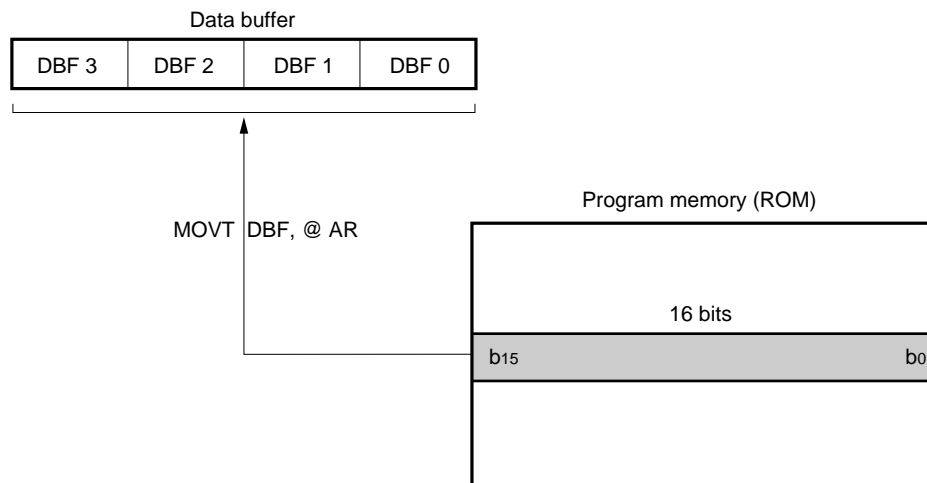 Data buffer
DBF 3 DBF 2 DBF 1 DBF 0
MOVT DBF, @ AR
Program memory (ROM)
16 bits
b15 b0